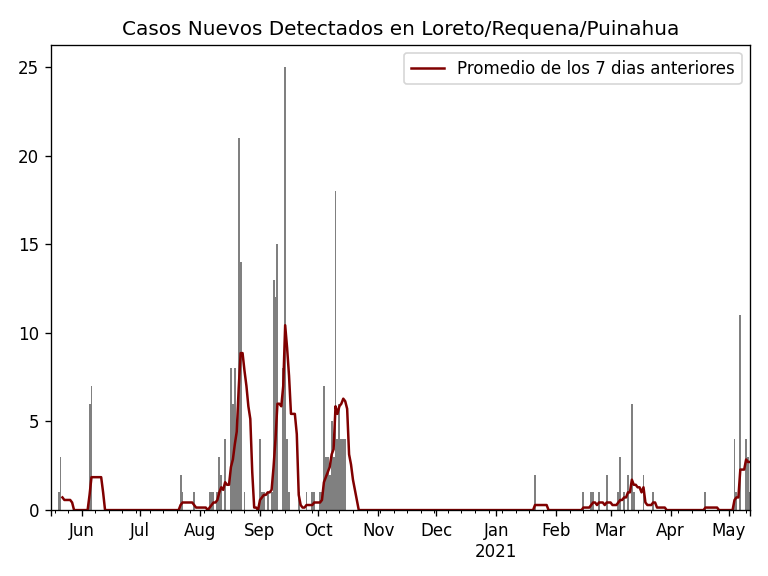 Casos Nuevos Detectados en Loreto/Requena/Puinahua
Promedio de los 7 dias anteriores
25
20
15
10
5
0
Jun Jul Aug Sep Oct Nov Dec Jan Feb Mar Apr May
2021